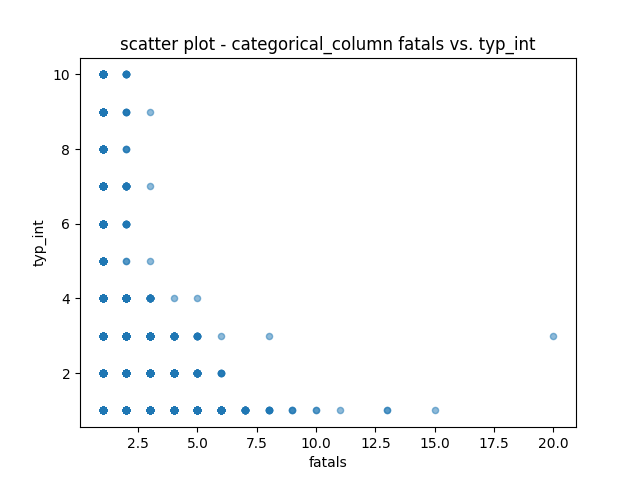 scatter plot - categorical_column fatals vs. typ_int
10
8
6
4
2
typ_int
2.5 5.0 7.5 10.0 12.5 15.0 17.5 20.0
fatals